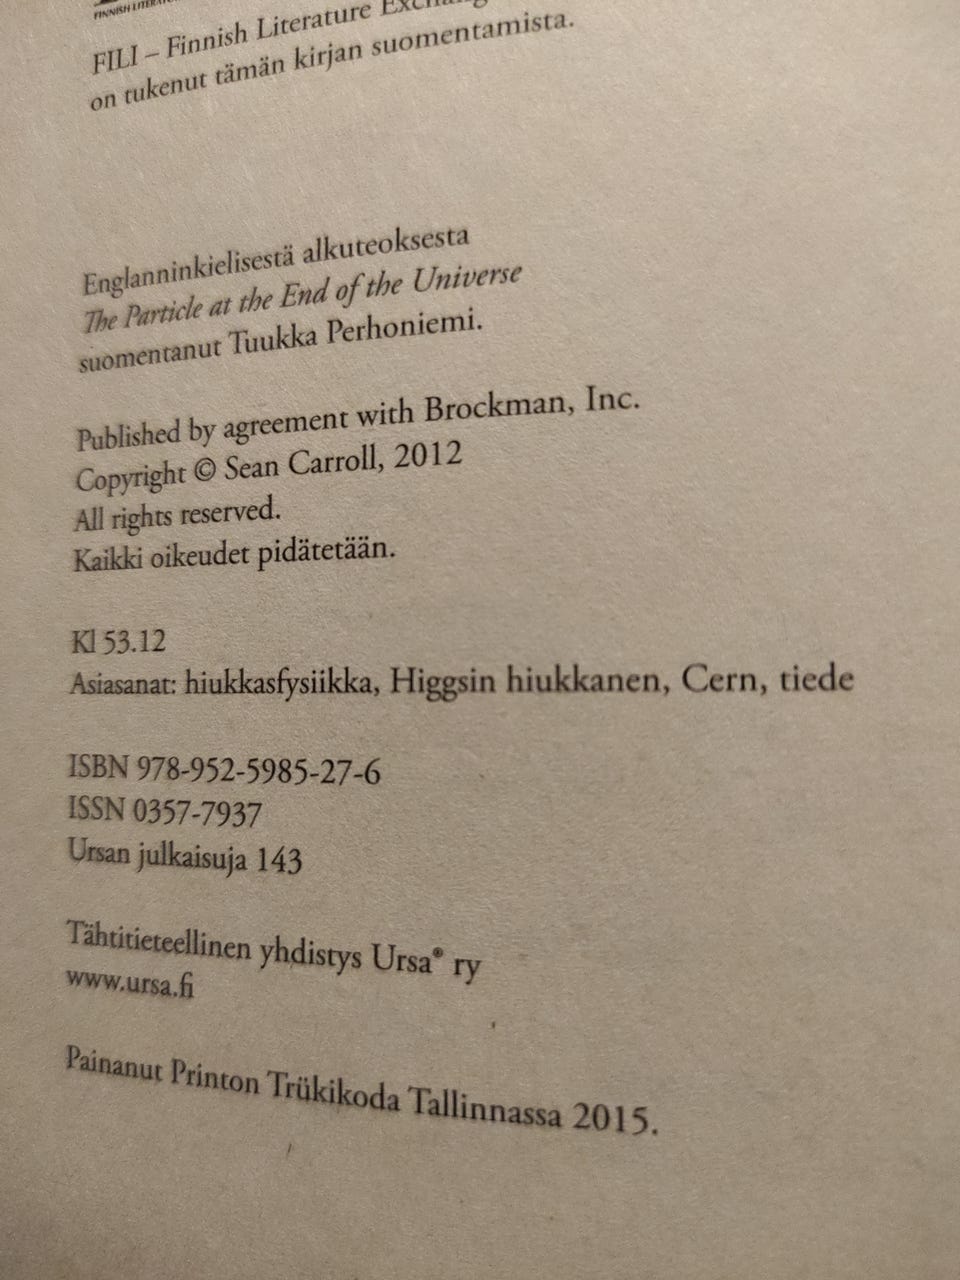 FINNISH
FILI – Finnish Literature
on tukenut tämän kirjan suomentamista.
Englanninkielisestä alkuteoksesta
The Particle at the End of the Universe
suomentanut Tuukka Perhoniemi.
Published by agreement with Brockman, Inc.
Copyright © Sean Carroll, 2012
All rights reserved.
Kaikki oikeudet pidätetään.
Kl 53.12
Asiasanat: hiukkasfysiikka, Higgsin hiukkanen, Cern, tiede
ISBN 978-952-5985-27-6
ISSN 0357-7937
Ursan julkaisuja 143
Tähtitieteellinen yhdistys Ursa® ry
www.ursa.fi
Painanut Printon Trükikoda Tallinnassa 2015.